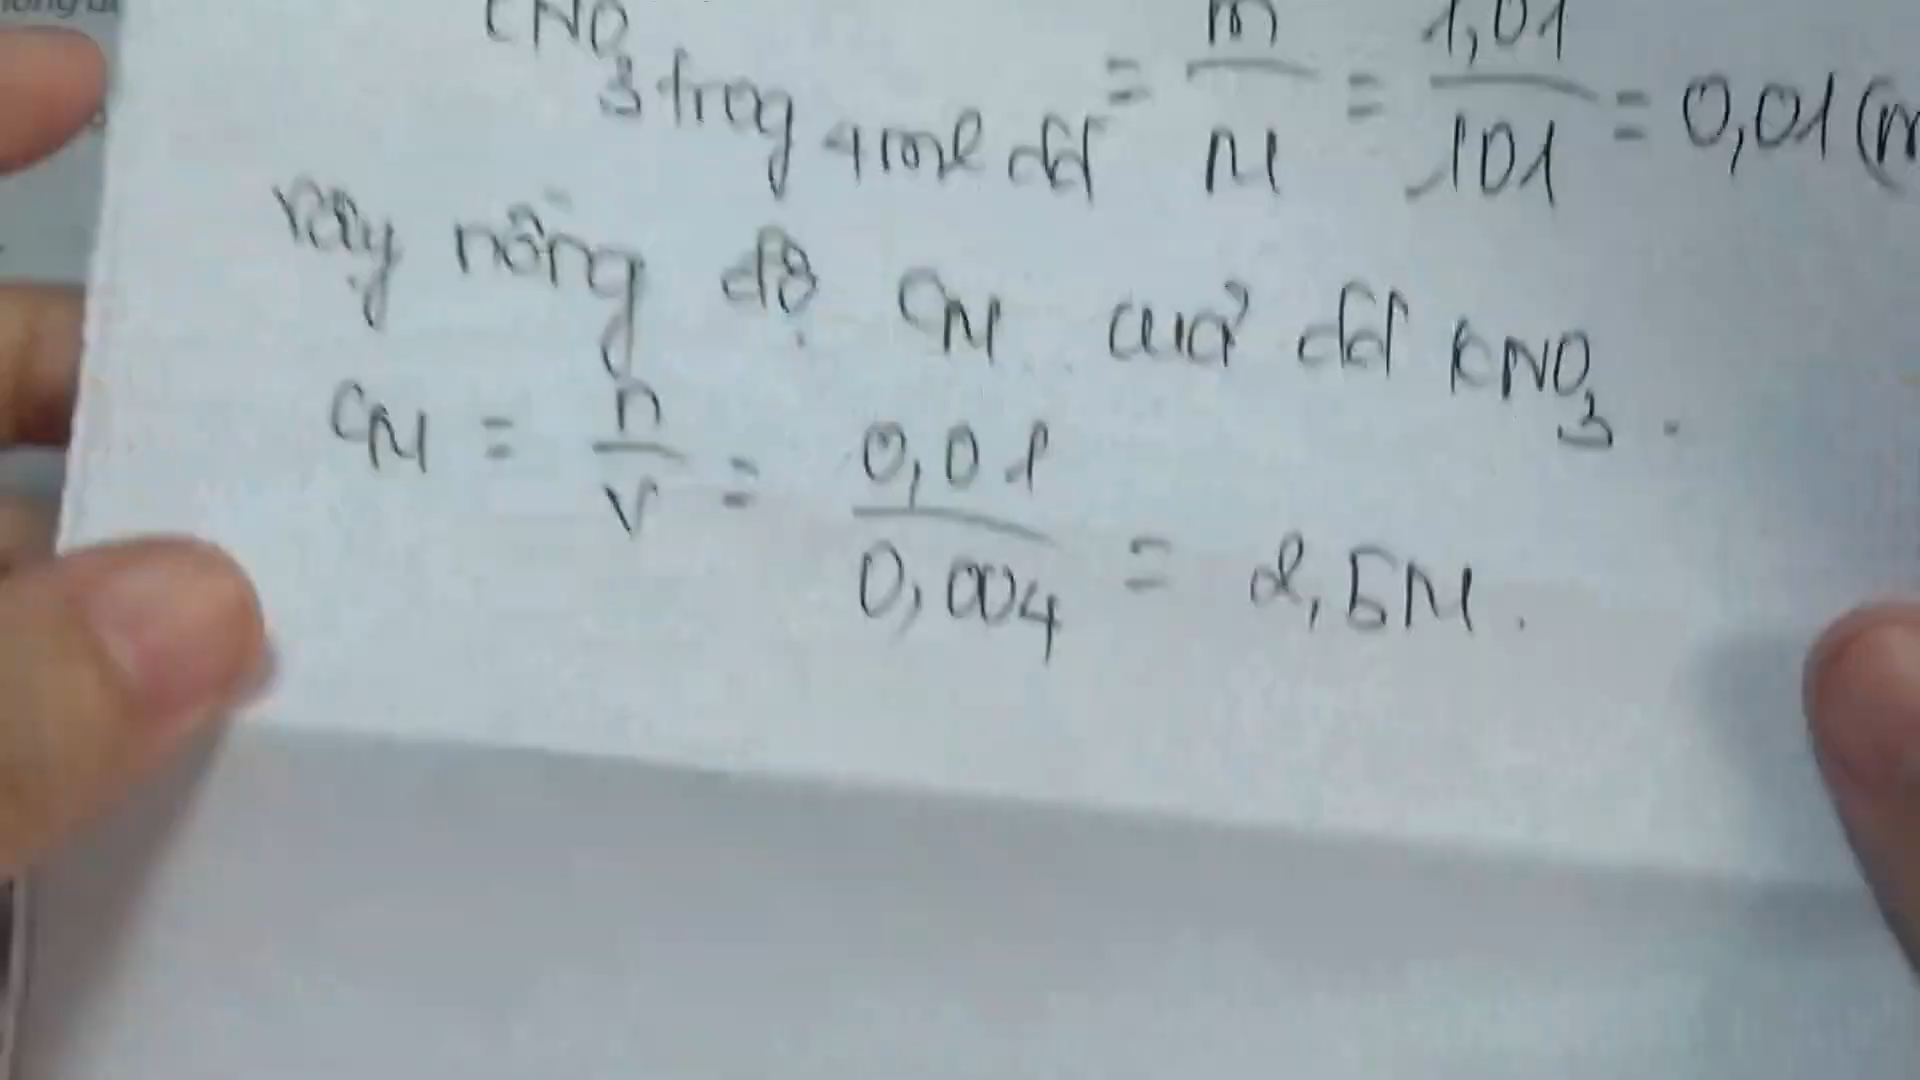 KNO3 trog 4ml dd = m/M = 1,01/101 = 0,01 (m
Vậy nồng độ CM của dd KNO3.
CM = n/V = 0,01/0,004 = 2,5M.